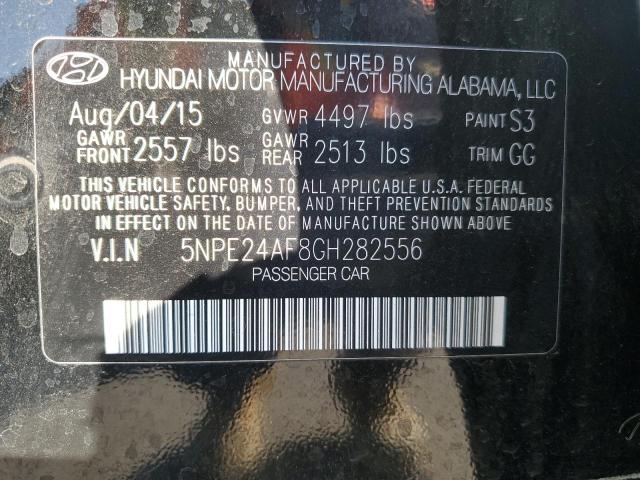 MANUFACTURED BY
HYUNDAI MOTOR MANUFACTURING ALABAMA, LLC
Aug/04/15 GVWR 4497 lbs PAINT S3
GAWR FRONT 2557 lbs GAWR REAR 2513 lbs TRIM GG
THIS VEHICLE CONFORMS TO ALL APPLICABLE U.S.A. FEDERAL
MOTOR VEHICLE SAFETY, BUMPER, AND THEFT PREVENTION STANDARDS
IN EFFECT ON THE DATE OF MANUFACTURE SHOWN ABOVE.
V.I.N 5NPE24AF8GH282556
PASSENGER CAR